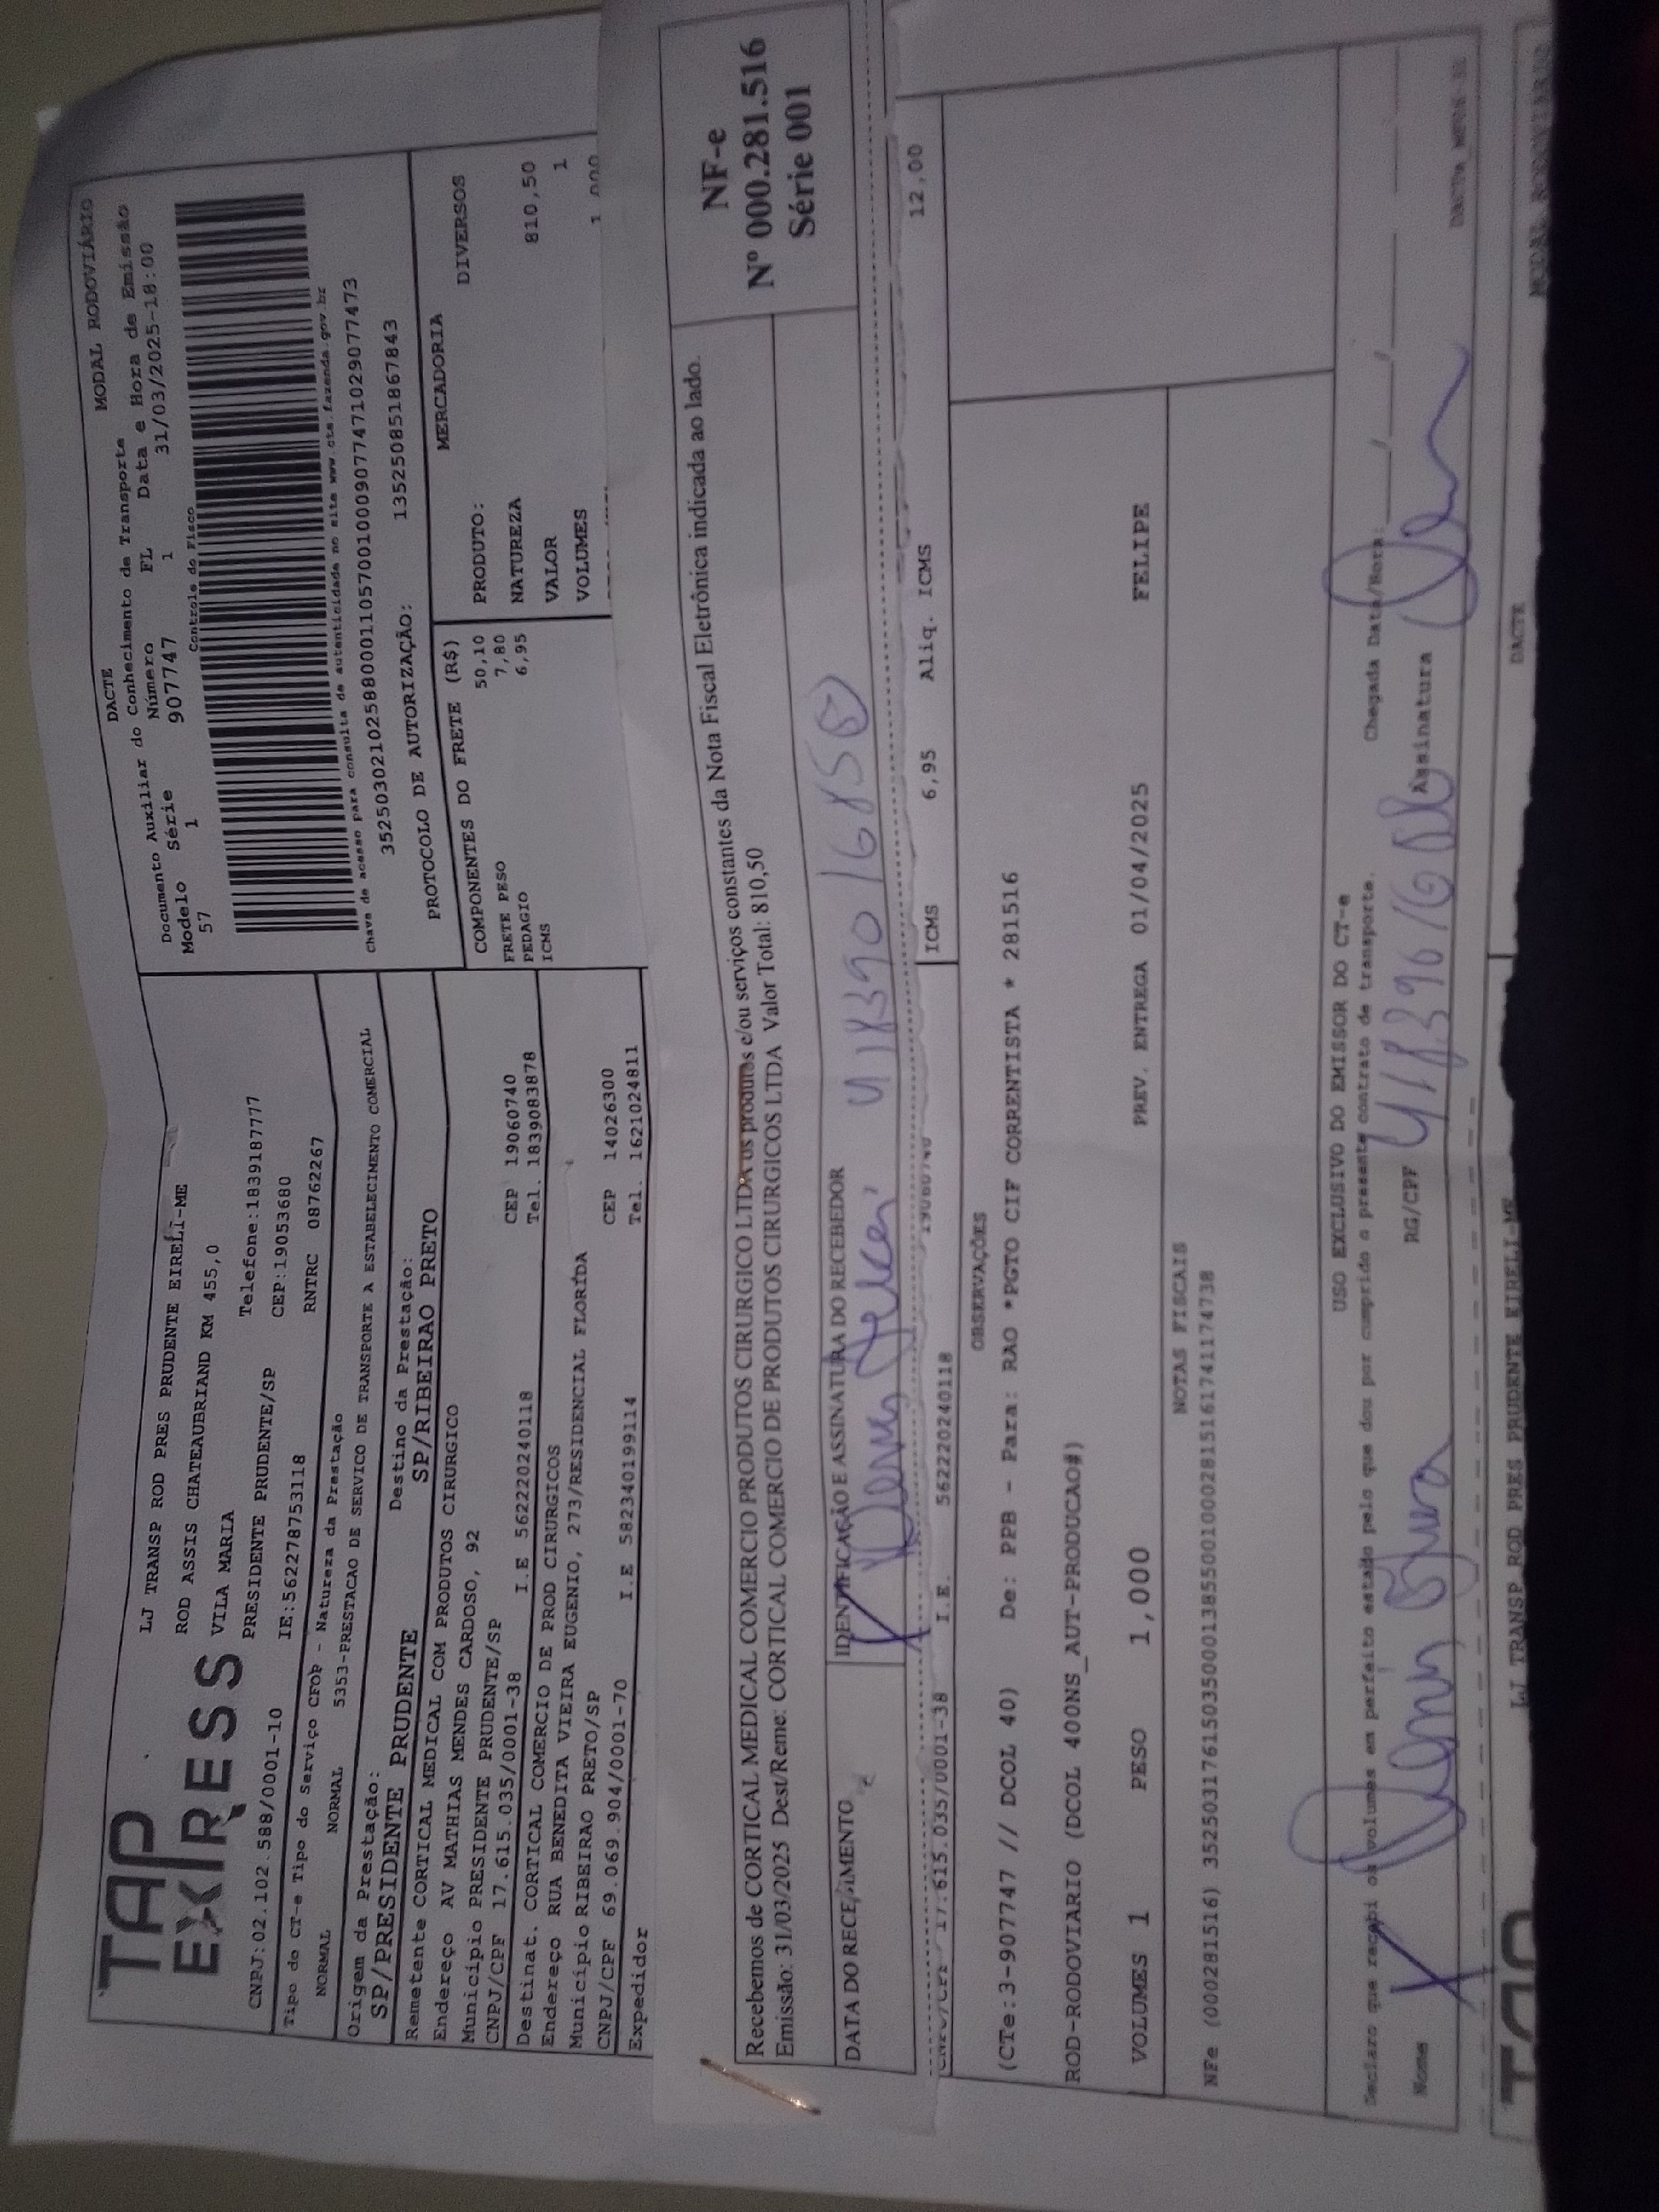 TAP
EXPRESS
LJ TRANSP ROD PRES PRUDENTE EIRELI-ME
ROD ASSIS CHATEAUBRIAND KM 455,0
VILA MARIA
PRESIDENTE PRUDENTE/SP
Telefone:1839187777
CEP:19053680
CNPJ:02.102.588/0001-10
IE:562278753118
RNTRC 08762267
Tipo do CT-e Tipo do Serviço CFOP - Natureza da Prestação
NORMAL NORMAL 5353-PRESTACAO DE SERVICO DE TRANSPORTE A ESTABELECIMENTO COMERCIAL
Origem da Prestação: Destino da Prestação:
SP/PRESIDENTE PRUDENTE SP/RIBEIRAO PRETO
Remetente CORTICAL MEDICAL COM PRODUTOS CIRURGICO
Endereço AV MATHIAS MENDES CARDOSO, 92
Município PRESIDENTE PRUDENTE/SP CEP 19060740
CNPJ/CPF 17.615.035/0001-38 I.E 562220240118 Tel. 1839083878
Destinat. CORTICAL COMERCIO DE PROD CIRURGICOS
Endereço RUA BENEDITA VIEIRA EUGENIO, 273/RESIDENCIAL FLORIDA
Município RIBEIRAO PRETO/SP CEP 14026300
CNPJ/CPF 69.069.904/0001-70 I.E 582340199114 Tel. 1621024811
Expedidor
DACTE MODAL RODOVIÁRIO
Documento Auxiliar do Conhecimento de Transporte
Modelo Série Número FL Data e Hora de Emissão
57 1 907747 1 31/03/2025-18:00
Controle do Fisco
Chave de acesso para consulta de autenticidade no site www.cte.fazenda.gov.br
35250302102588000110570010009077471029077473
PROTOCOLO DE AUTORIZAÇÃO: 135250851867843
COMPONENTES DO FRETE (R$) MERCADORIA
FRETE PESO 50,10 PRODUTO: DIVERSOS
PEDAGIO 7,80 NATUREZA
ICMS 6,95 VALOR 810,50
VOLUMES 1
1,000
Recebemos de CORTICAL MEDICAL COMERCIO PRODUTOS CIRURGICO LTDA os produtos e/ou serviços constantes da Nota Fiscal Eletrônica indicada ao lado.
Emissão: 31/03/2025 Dest/Reme: CORTICAL COMERCIO DE PRODUTOS CIRURGICOS LTDA Valor Total: 810,50
NF-e
Nº 000.281.516
Série 001
DATA DO RECEBIMENTO
IDENTIFICAÇÃO E ASSINATURA DO RECEBEDOR
CNPJ/CPF 17.615.035/0001-38 I.E. 562220240118 19060740
ICMS 6,95 Aliq. ICMS 12,00
OBSERVAÇÕES
(CTe:3-907747 // DCOL 40) De: PPB - Para: RAO *PGTO CIF CORRENTISTA * 281516
ROD-RODOVIARIO (DCOL 400NS_AUT-PRODUCAO#)
VOLUMES 1 PESO 1,000 PREV. ENTREGA 01/04/2025 FELIPE
NOTAS FISCAIS
NFe (000281516) 35250317615035000138550010002815161741174738
USO EXCLUSIVO DO EMISSOR DO CT-e
Declaro que recebi os volumes em perfeito estado pelo que dou por cumprido o presente contrato de transporte.
Chegada Data/Hora: __/__/__
Nome RG/CPF Assinatura
LJ TRANSP ROD PRES PRUDENTE EIRELI-ME
DACTE MODAL RODOVIÁRIO